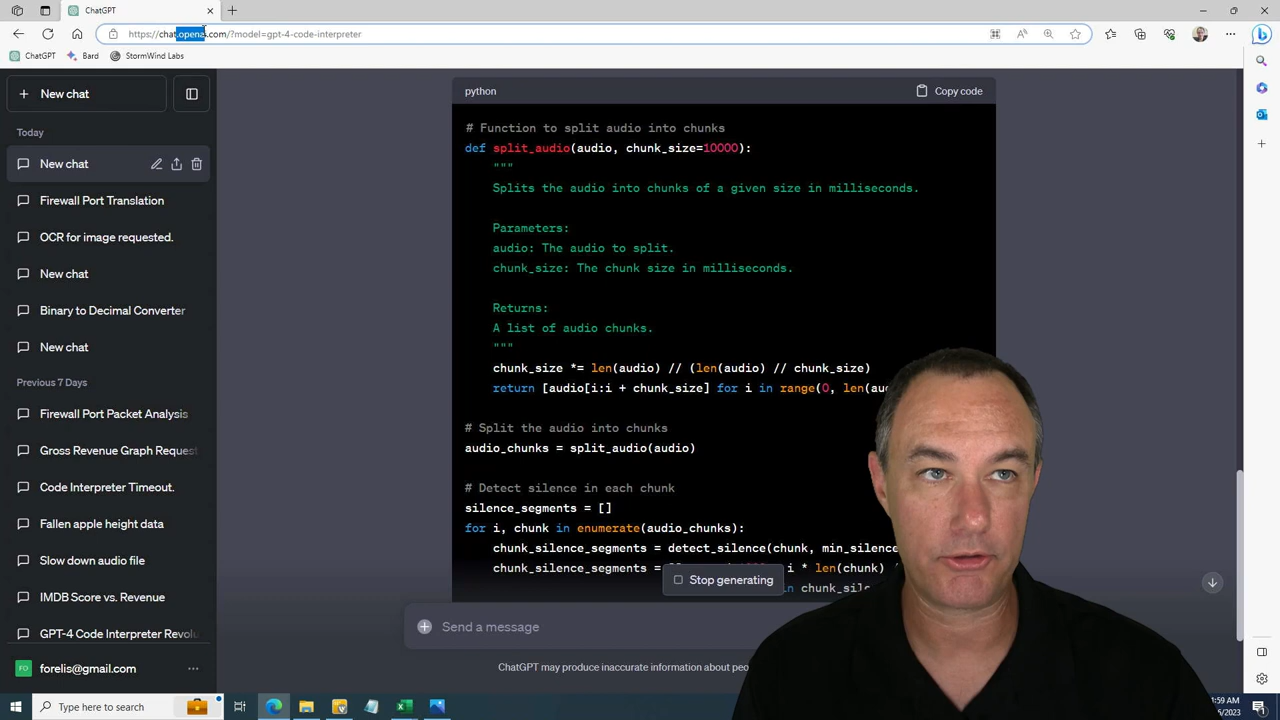 ChatGPT
https://chat.openai.com/?model=gpt-4-code-interpreter
ChatGPT
Bard
StormWind Labs
New chat
Today
New chat
Firewall Port Translation
OCR for image requested.
New chat
Binary to Decimal Converter
New chat
Previous 7 Days
Firewall Port Packet Analysis
Gross Revenue Graph Request
Code Interpreter Timeout.
Fallen apple height data
Slow down audio file
IMDB Score vs. Revenue
GPT-4 Code Interpreter Revolu
forelis@gmail.com
python
Copy code
# Function to split audio into chunks
def split_audio(audio, chunk_size=10000):
"""
Splits the audio into chunks of a given size in milliseconds.
Parameters:
audio: The audio to split.
chunk_size: The chunk size in milliseconds.
Returns:
A list of audio chunks.
"""
chunk_size *= len(audio) // (len(audio) // chunk_size)
return [audio[i:i + chunk_size] for i in range(0, len(au
# Split the audio into chunks
audio_chunks = split_audio(audio)
# Detect silence in each chunk
silence_segments = []
for i, chunk in enumerate(audio_chunks):
chunk_silence_segments = detect_silence(chunk, min_silence
chunk_silence_segments = i * len(chunk)
in chunk_sil
Stop generating
Send a message
ChatGPT may produce inaccurate information about peo
Type here to search
:59 AM
/2023